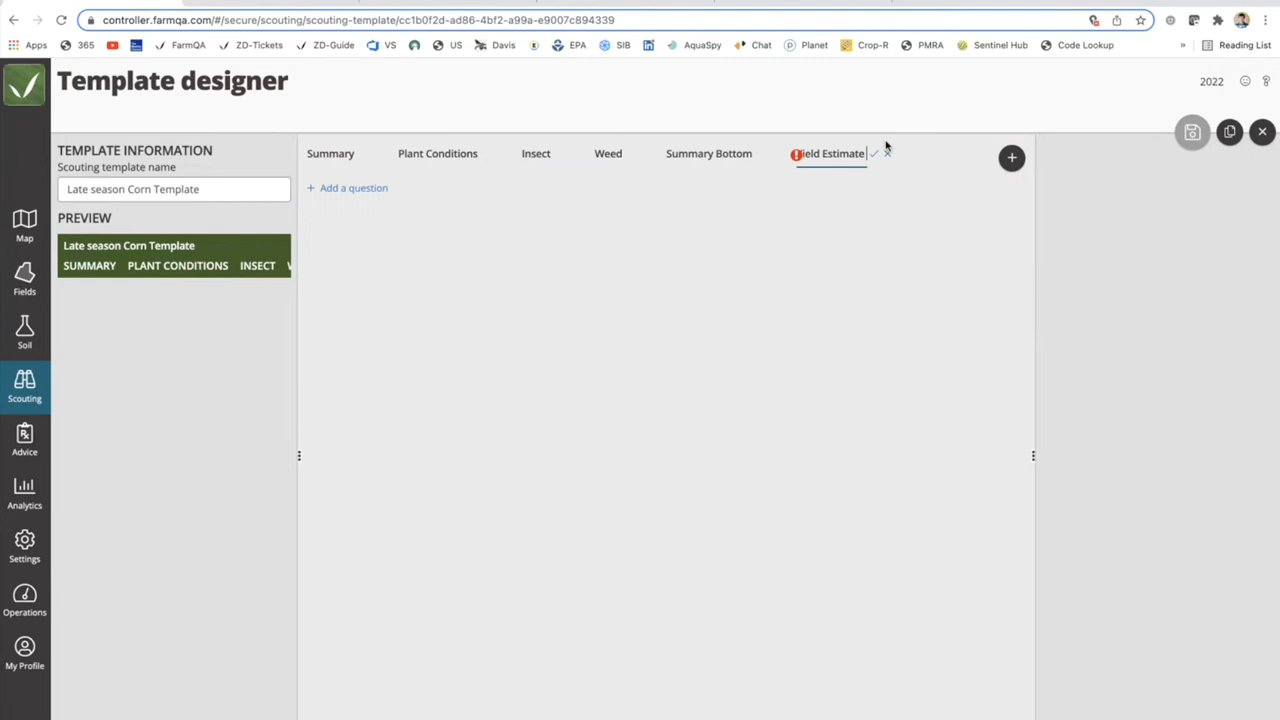 controller.farmqa.com/#/secure/scouting/scouting-template/cc1b0f2d-ad86-4bf2-a99a-e9007c894339
Apps 365 FarmQA ZD-Tickets ZD-Guide VS US Davis EPA SIB AquaSpy Chat Planet Crop-R PMRA Sentinel Hub Code Lookup » Reading List
Template designer
2022
TEMPLATE INFORMATION
Scouting template name
Late season Corn Template
PREVIEW
Late season Corn Template
SUMMARY PLANT CONDITIONS INSECT
Summary Plant Conditions Insect Weed Summary Bottom ield Estimate
+ Add a question
Map
Fields
Soil
Scouting
Advice
Analytics
Settings
Operations
My Profile